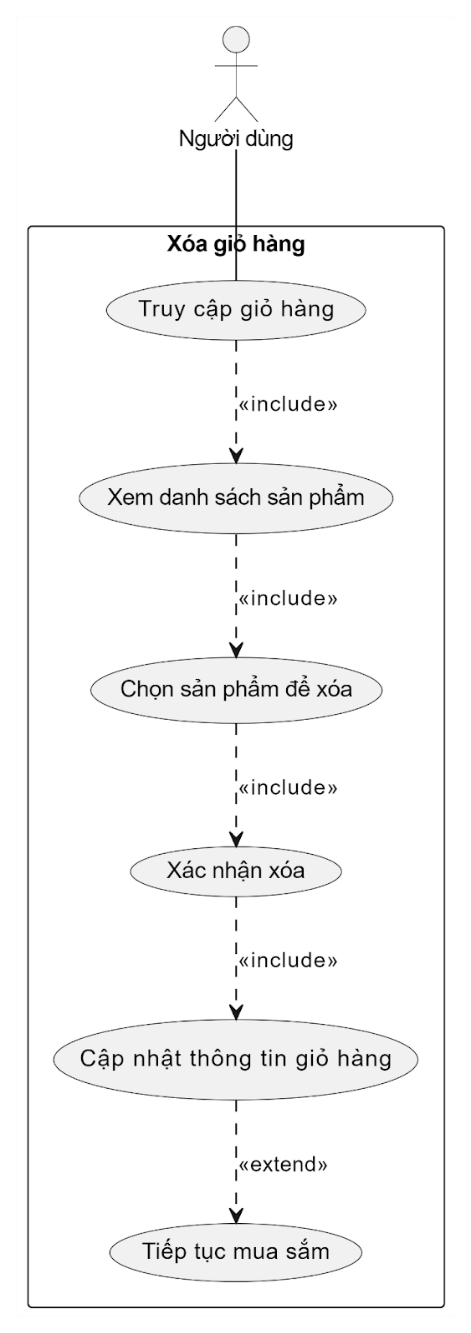 Người dùng
Xóa giỏ hàng
Truy cập giỏ hàng
«include»
Xem danh sách sản phẩm
«include»
Chọn sản phẩm để xóa
«include»
Xác nhận xóa
«include»
Cập nhật thông tin giỏ hàng
«extend»
Tiếp tục mua sắm